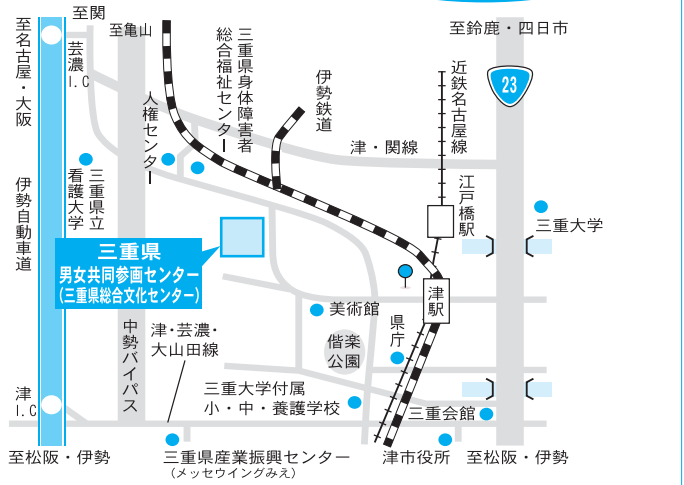 至関
至亀山
至名古屋・大阪
芸濃
I.C
三重県身体障害者
総合福祉センター
伊勢鉄道
近鉄名古屋線
至鈴鹿・四日市
23
人権センター
津・関線
三重県立
看護大学
江戸橋駅
三重大学
伊勢自動車道
三重県
男女共同参画センター
(三重県総合文化センター)
津駅
美術館
県庁
偕楽
公園
中勢バイパス
津・芸濃・
大山田線
三重大学付属
小・中・養護学校
三重会館
津
I.C
至松阪・伊勢
三重県産業振興センター
(メッセウイングみえ)
津市役所
至松阪・伊勢